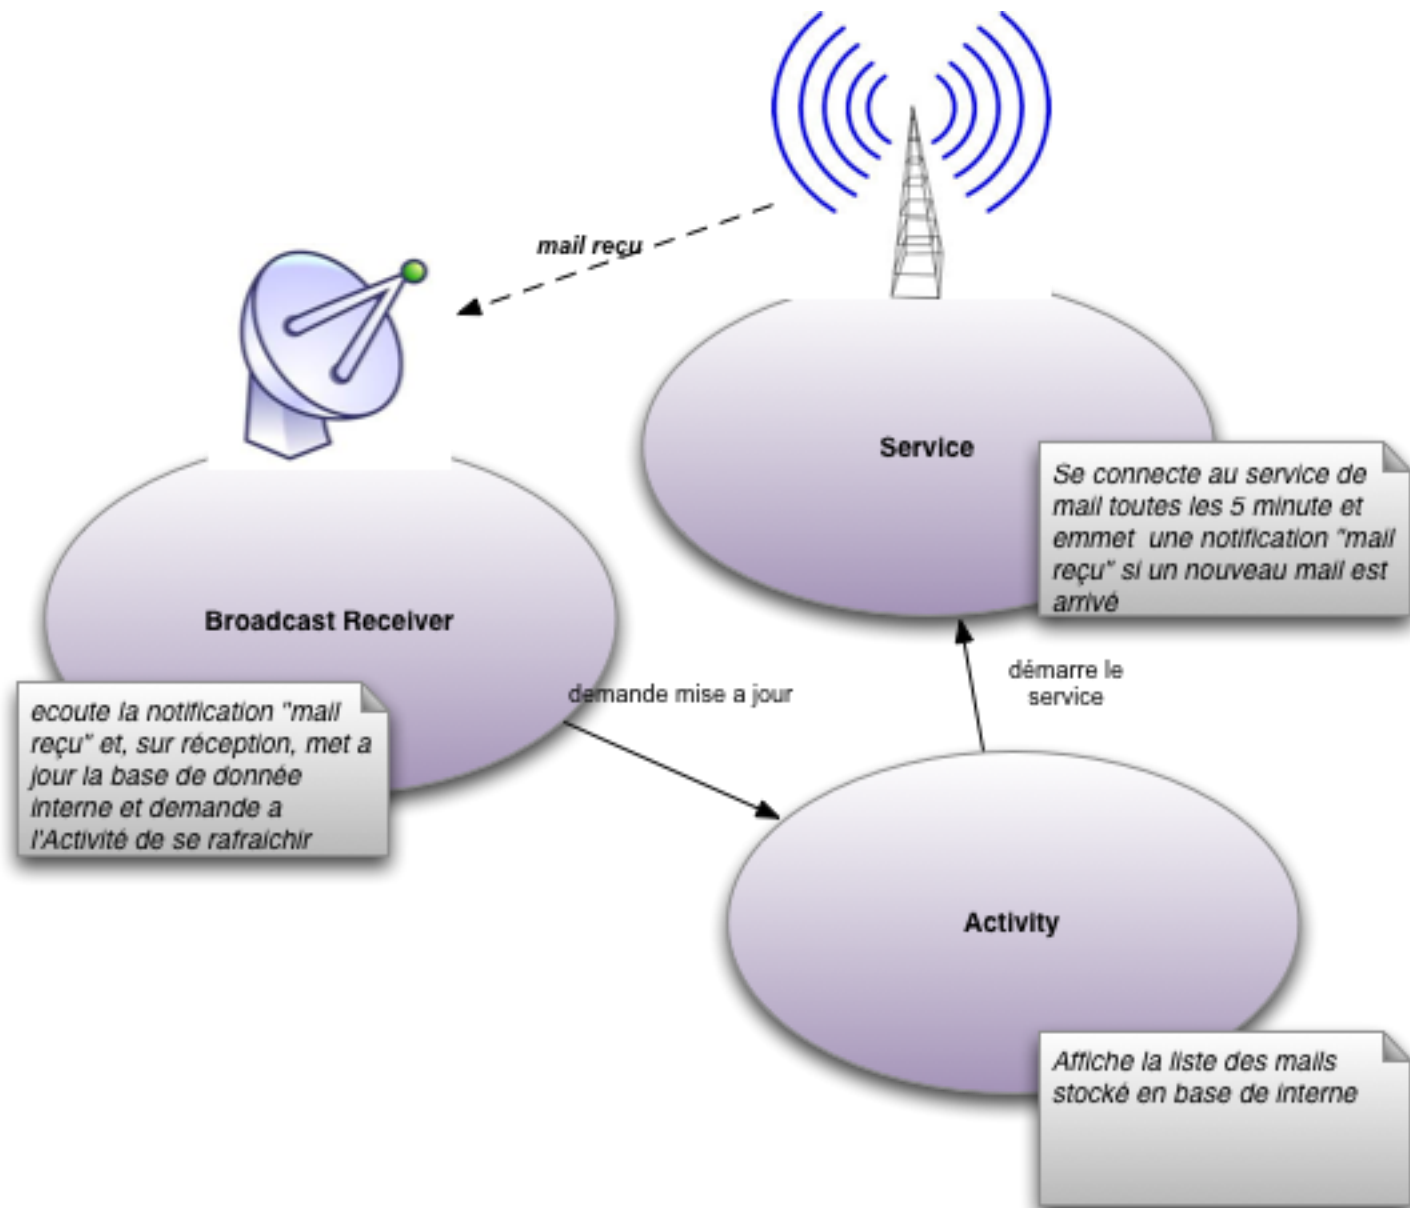 mail reçu
Service
Se connecte au service de
mail toutes les 5 minute et
emmet une notification "mail
reçu" si un nouveau mail est
arrivé
Broadcast Receiver
ecoute la notification "mail
reçu" et, sur réception, met a
jour la base de donnée
interne et demande a
l'Activité de se rafraichir
demande mise a jour
démarre le
service
Activity
Affiche la liste des mails
stocké en base de interne